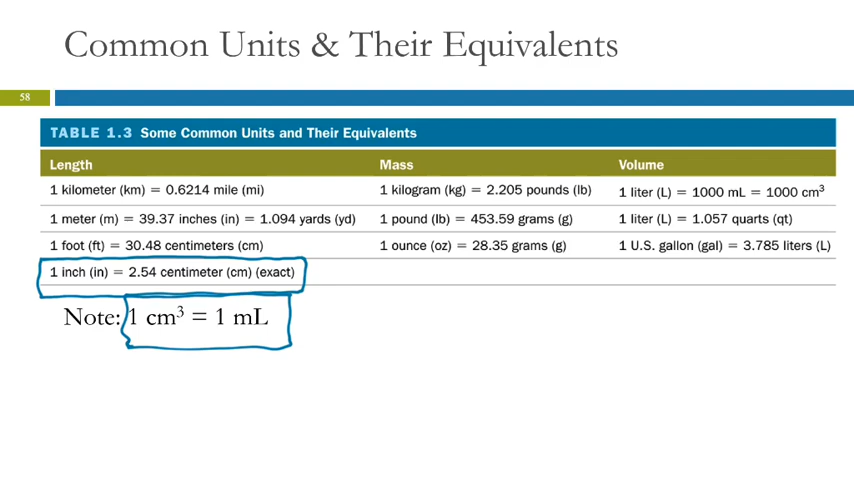 Common Units & Their Equivalents
58
TABLE 1.3 Some Common Units and Their Equivalents
Length Mass Volume
1 kilometer (km) = 0.6214 mile (mi) 1 kilogram (kg) = 2.205 pounds (lb) 1 liter (L) = 1000 mL = 1000 cm³
1 meter (m) = 39.37 inches (in) = 1.094 yards (yd) 1 pound (lb) = 453.59 grams (g) 1 liter (L) = 1.057 quarts (qt)
1 foot (ft) = 30.48 centimeters (cm) 1 ounce (oz) = 28.35 grams (g) 1 U.S. gallon (gal) = 3.785 liters (L)
1 inch (in) = 2.54 centimeter (cm) (exact)
Note: 1 cm³ = 1 mL